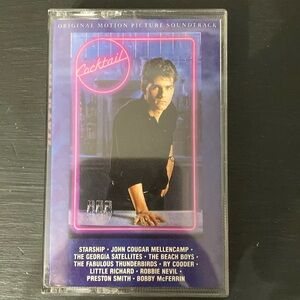 ORIGINAL MOTION PICTURE SOUNDTRACK
Cocktail
STARSHIP · JOHN COUGAR MELLENCAMP ·
THE GEORGIA SATELLITES · THE BEACH BOYS ·
THE FABULOUS THUNDERBIRDS · RY COODER ·
LITTLE RICHARD · ROBBIE NEVIL ·
PRESTON SMITH · BOBBY McFERRIN